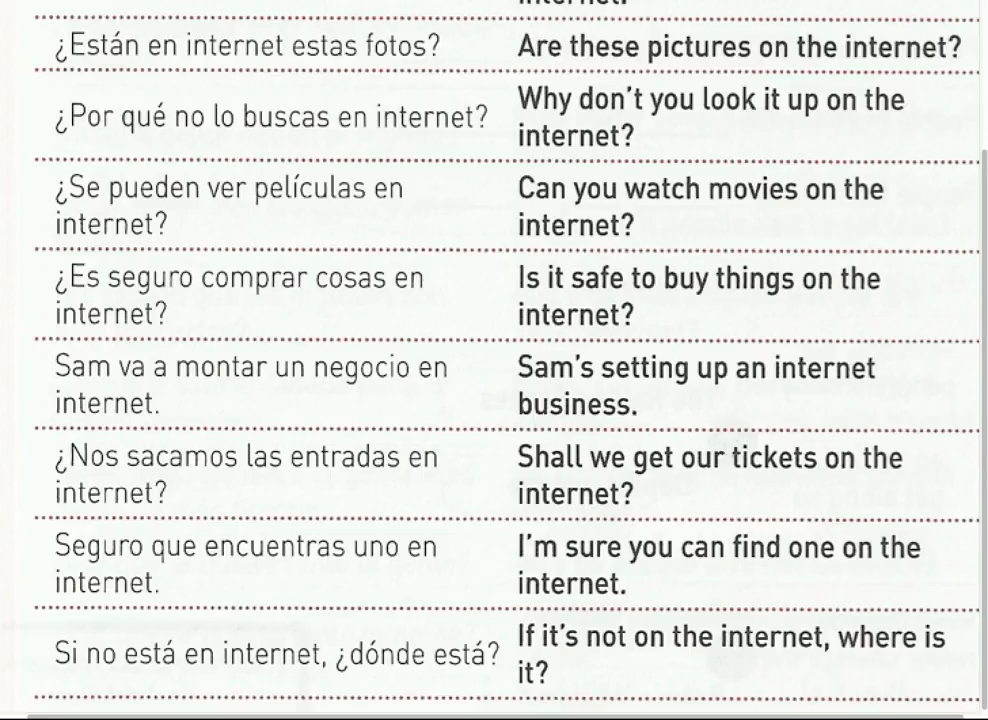 ¿Están en internet estas fotos? Are these pictures on the internet?
¿Por qué no lo buscas en internet? Why don't you look it up on the
internet?
¿Se pueden ver películas en
internet?
Can you watch movies on the
internet?
¿Es seguro comprar cosas en
internet?
Is it safe to buy things on the
internet?
Sam va a montar un negocio en
internet.
Sam's setting up an internet
business.
¿Nos sacamos las entradas en
internet?
Shall we get our tickets on the
internet?
Seguro que encuentras uno en
internet.
I'm sure you can find one on the
internet.
Si no está en internet, ¿dónde está?
If it's not on the internet, where is
it?